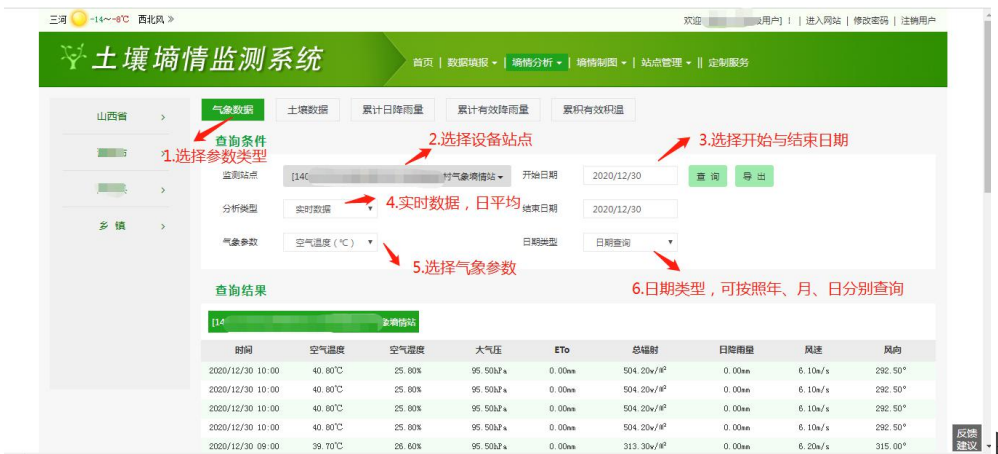 三河 -14~-8℃ 西北风 »
欢迎 用户] ！ | 进入网站 | 修改密码 | 注销用户
土壤墒情监测系统
首页 | 数据填报 | 墒情分析 | 墒情制图 | 站点管理 || 定制服务
山西省
乡 镇
气象数据 土壤数据 累计日降雨量 累计有效降雨量 累积有效积温
查询条件
1.选择参数类型
2.选择设备站点
3.选择开始与结束日期
监测站点 [140 村气象墒情站 开始日期 2020/12/30 查 询 导 出
分析类型 实时数据 4.实时数据，日平均 结束日期 2020/12/30
气象参数 空气温度（℃） 日期类型 日期查询
5.选择气象参数
6.日期类型，可按照年、月、日分别查询
查询结果
[14 象墒情站
时间 空气温度 空气湿度 大气压 ETo 总辐射 日降雨量 风速 风向
2020/12/30 10:00 40.80℃ 25.80% 95.50hPa 0.00mm 504.20w/m² 0.00mm 6.10m/s 292.50°
2020/12/30 10:00 40.80℃ 25.80% 95.50hPa 0.00mm 504.20w/m² 0.00mm 6.10m/s 292.50°
2020/12/30 10:00 40.80℃ 25.80% 95.50hPa 0.00mm 504.20w/m² 0.00mm 6.10m/s 292.50°
2020/12/30 10:00 40.80℃ 25.80% 95.50hPa 0.00mm 504.20w/m² 0.00mm 6.10m/s 292.50°
2020/12/30 09:00 39.70℃ 26.60% 95.50hPa 0.00mm 313.30w/m² 0.00mm 6.20m/s 315.00°
反馈
建议